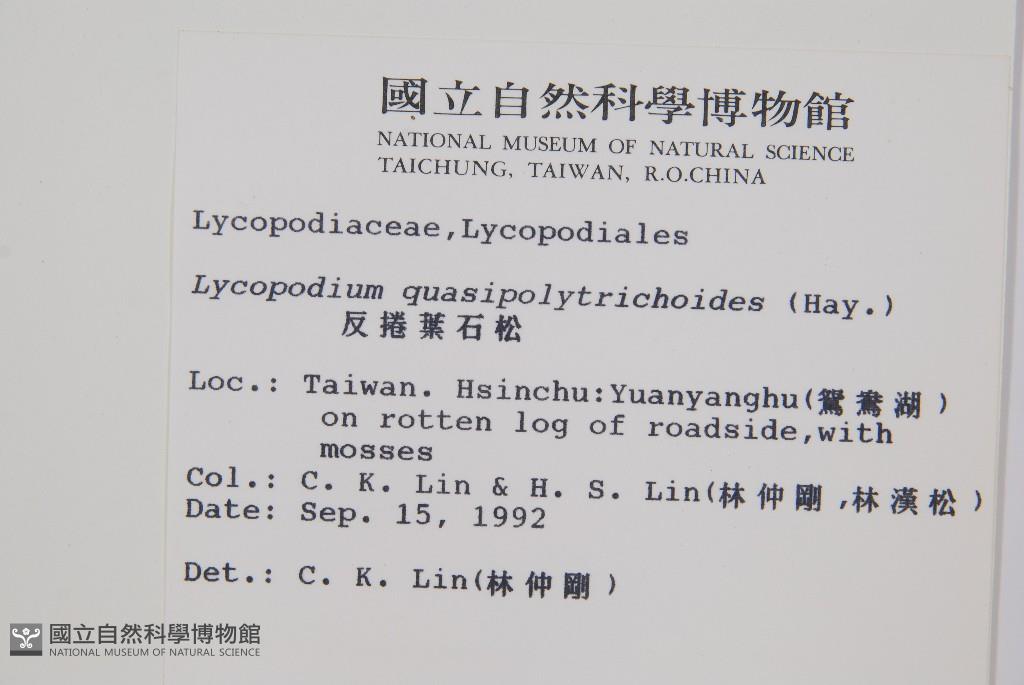 國立自然科學博物館
NATIONAL MUSEUM OF NATURAL SCIENCE
TAICHUNG, TAIWAN, R.O.CHINA
Lycopodiaceae,Lycopodiales
Lycopodium quasipolytrichoides (Hay.)
反捲葉石松
Loc.: Taiwan. Hsinchu:Yuanyanghu(鴛鴦湖)
on rotten log of roadside,with
mosses
Col.: C. K. Lin & H. S. Lin(林仲剛,林漢松)
Date: Sep. 15, 1992
Det.: C. K. Lin(林仲剛)
國立自然科學博物館
NATIONAL MUSEUM OF NATURAL SCIENCE